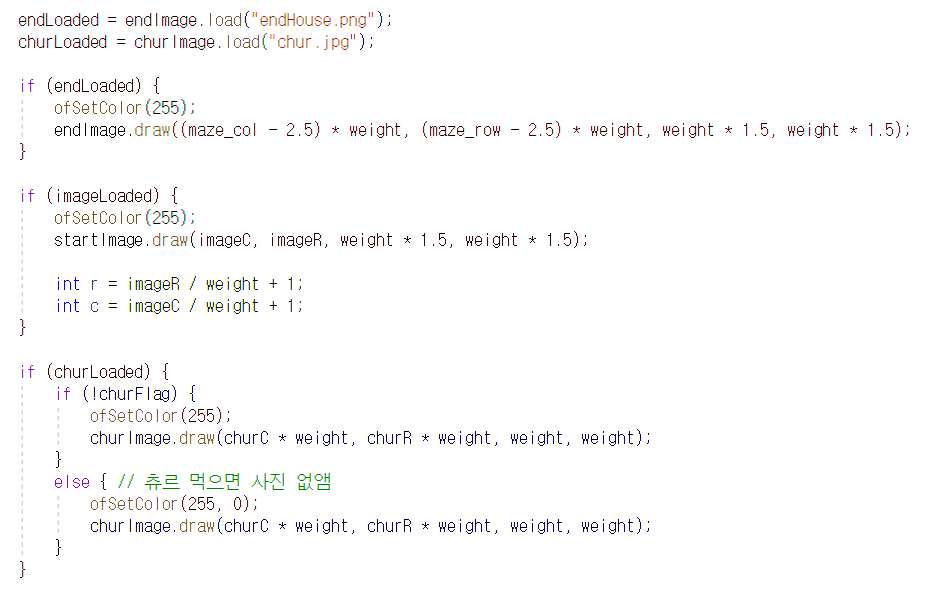 endLoaded = endImage.load("endHouse.png");
churLoaded = churImage.load("chur.jpg");
if (endLoaded) {
ofSetColor(255);
endImage.draw((maze_col - 2.5) * weight, (maze_row - 2.5) * weight, weight * 1.5, weight * 1.5);
}
if (imageLoaded) {
ofSetColor(255);
startImage.draw(imageC, imageR, weight * 1.5, weight * 1.5);
int r = imageR / weight + 1;
int c = imageC / weight + 1;
}
if (churLoaded) {
if (!churFlag) {
ofSetColor(255);
churImage.draw(churC * weight, churR * weight, weight, weight);
}
else { // 츄르 먹으면 사진 없앰
ofSetColor(255, 0);
churImage.draw(churC * weight, churR * weight, weight, weight);
}
}